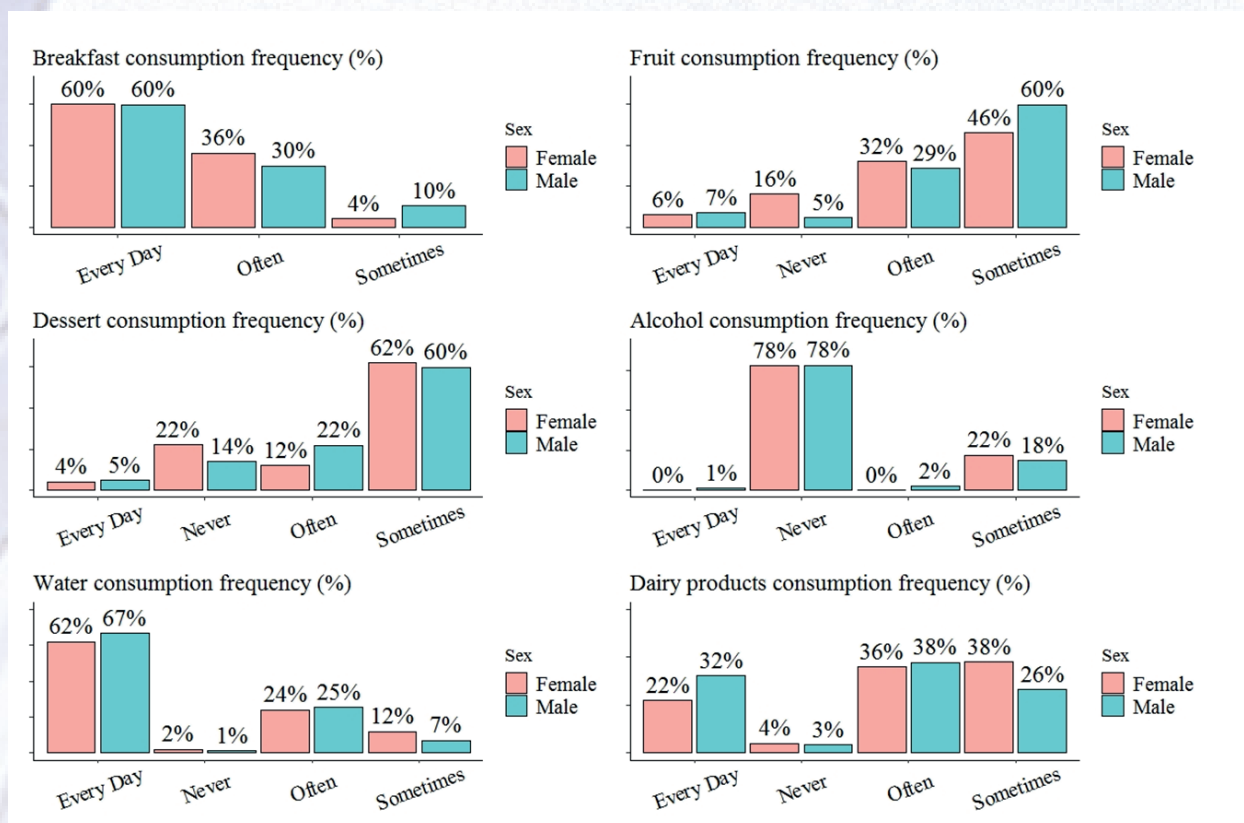 Breakfast consumption frequency (%)
60% 60%
36%
30%
4%
10%
Every Day
Often
Sometimes
Sex
Female
Male
Fruit consumption frequency (%)
6%
7%
16%
5%
32%
29%
46%
60%
Every Day
Never
Often
Sometimes
Sex
Female
Male
Dessert consumption frequency (%)
4%
5%
22%
14%
12%
22%
62%
60%
Every Day
Never
Often
Sometimes
Sex
Female
Male
Alcohol consumption frequency (%)
0%
1%
78% 78%
0%
2%
22%
18%
Every Day
Never
Often
Sometimes
Sex
Female
Male
Water consumption frequency (%)
62%
67%
2%
1%
24%
25%
12%
7%
Every Day
Never
Often
Sometimes
Sex
Female
Male
Dairy products consumption frequency (%)
22%
32%
4%
3%
36%
38%
38%
26%
Every Day
Never
Often
Sometimes
Sex
Female
Male